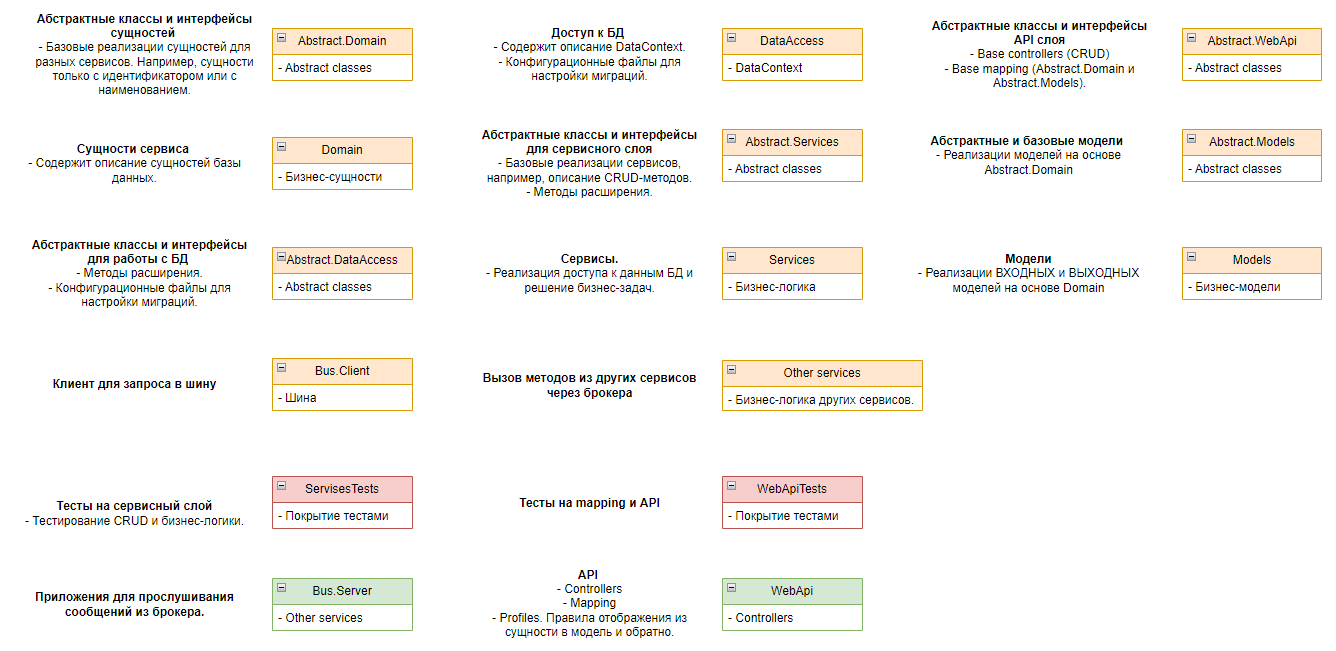 Абстрактные классы и интерфейсы
сущностей
- Базовые реализации сущностей для
разных сервисов. Например, сущности
только с идентификатором или с
наименованием.
Abstract.Domain
- Abstract classes
Доступ к БД
- Содержит описание DataContext.
- Конфигурационные файлы для
настройки миграций.
DataAccess
- DataContext
Абстрактные классы и интерфейсы
API слоя
- Base controllers (CRUD)
- Base mapping (Abstract.Domain и
Abstract.Models).
Abstract.WebApi
- Abstract classes
Сущности сервиса
- Содержит описание сущностей базы
данных.
Domain
- Бизнес-сущности
Абстрактные классы и интерфейсы
для сервисного слоя
- Базовые реализации сервисов,
например, описание CRUD-методов.
- Методы расширения.
Abstract.Services
- Abstract classes
Абстрактные и базовые модели
- Реализации моделей на основе
Abstract.Domain
Abstract.Models
- Abstract classes
Абстрактные классы и интерфейсы
для работы с БД
- Методы расширения.
- Конфигурационные файлы для
настройки миграций.
Abstract.DataAccess
- Abstract classes
Сервисы.
- Реализация доступа к данным БД и
решение бизнес-задач.
Services
- Бизнес-логика
Модели
- Реализации ВХОДНЫХ и ВЫХОДНЫХ
моделей на основе Domain
Models
- Бизнес-модели
Клиент для запроса в шину
Bus.Client
- Шина
Вызов методов из других сервисов
через брокера
Other services
- Бизнес-логика других сервисов.
Тесты на сервисный слой
- Тестирование CRUD и бизнес-логики.
ServisesTests
- Покрытие тестами
Тесты на mapping и API
WebApiTests
- Покрытие тестами
Приложения для прослушивания
сообщений из брокера.
Bus.Server
- Other services
API
- Controllers
- Mapping
- Profiles. Правила отображения из
сущности в модель и обратно.
WebApi
- Controllers